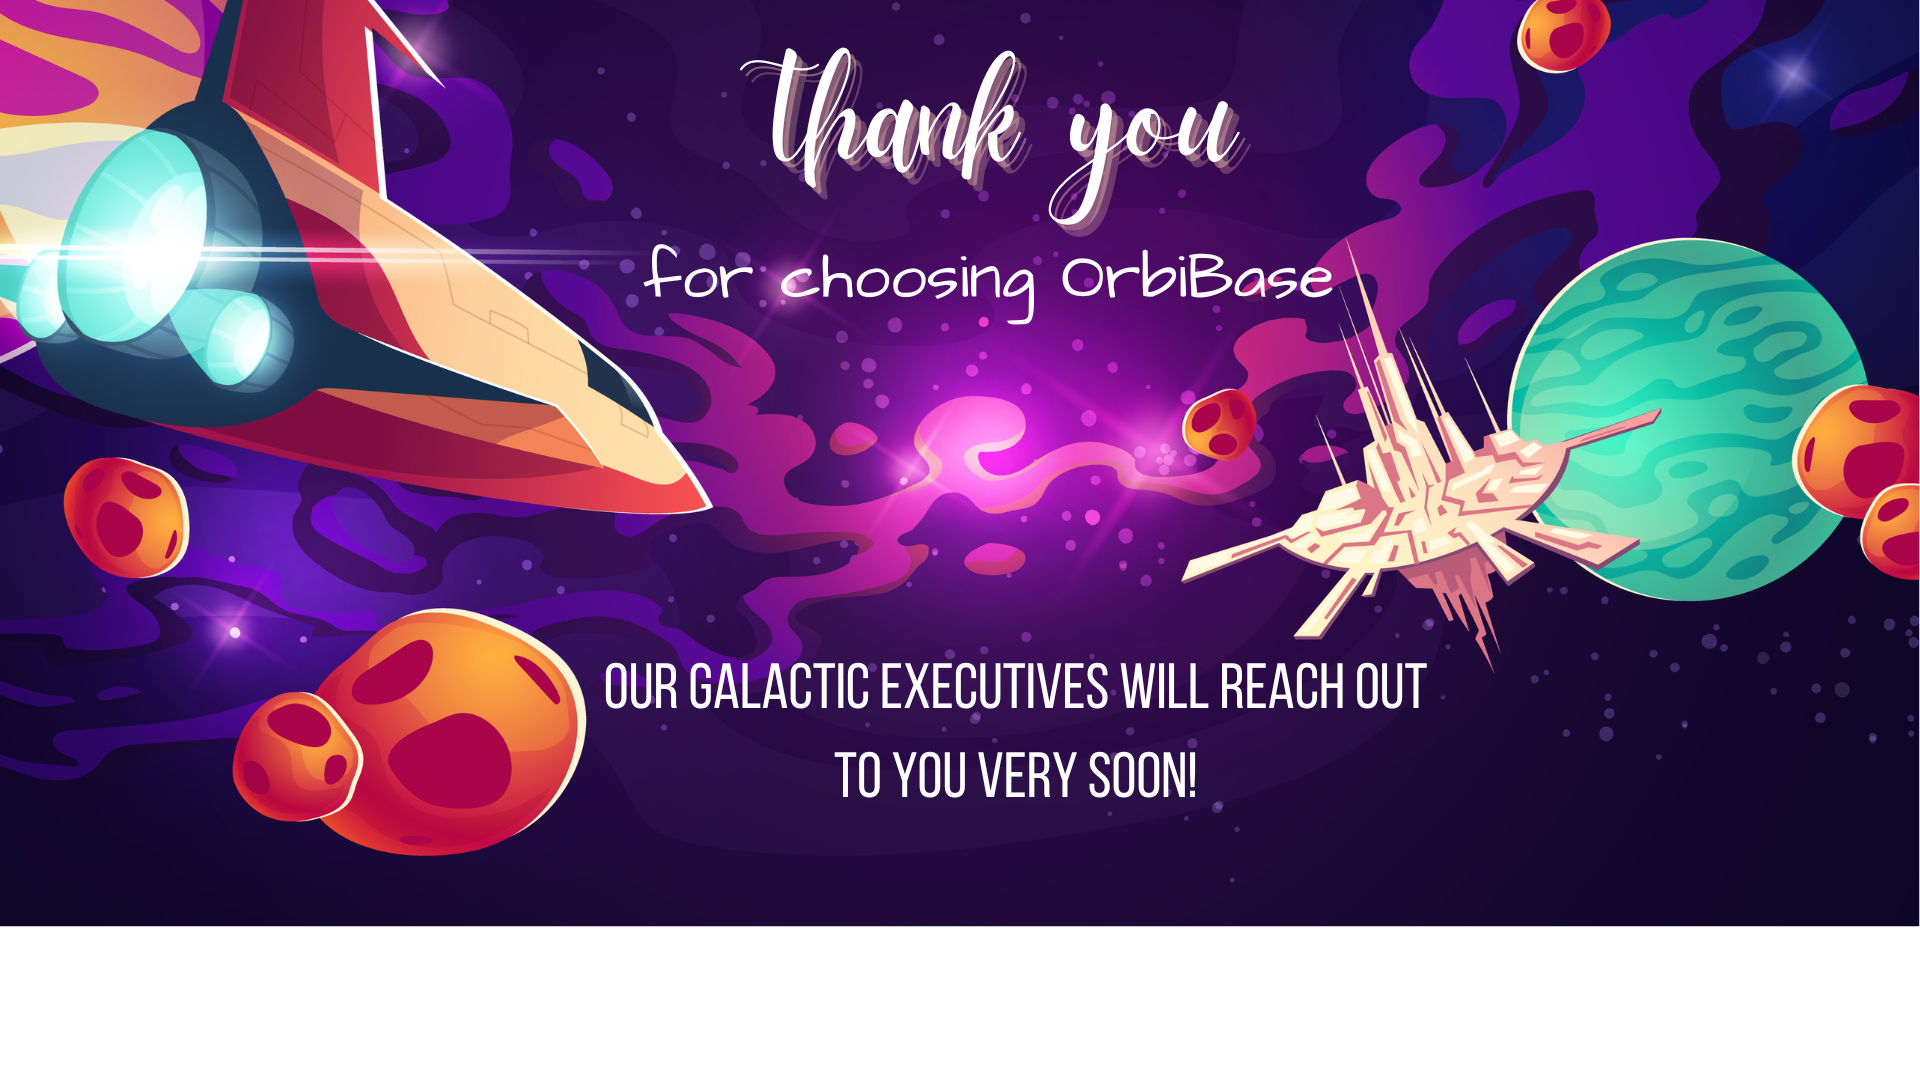 thank you
for choosing OrbiBase
OUR GALACTIC EXECUTIVES WILL REACH OUT
TO YOU VERY SOON!